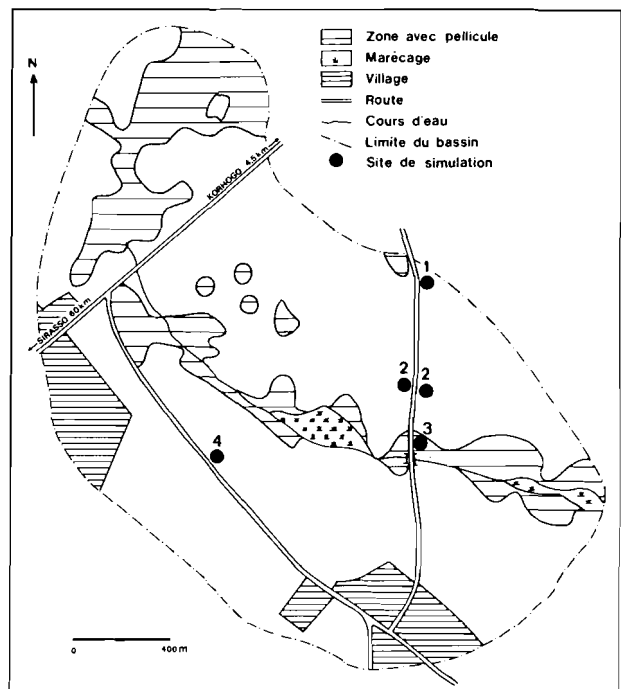 N
Zone avec pellicule
Marécage
Village
Route
Cours d'eau
Limite du bassin
Site de simulation
KORHOGO 4,5 km
SIRASSO 60 km
1
2 2
3
4
0 400 m